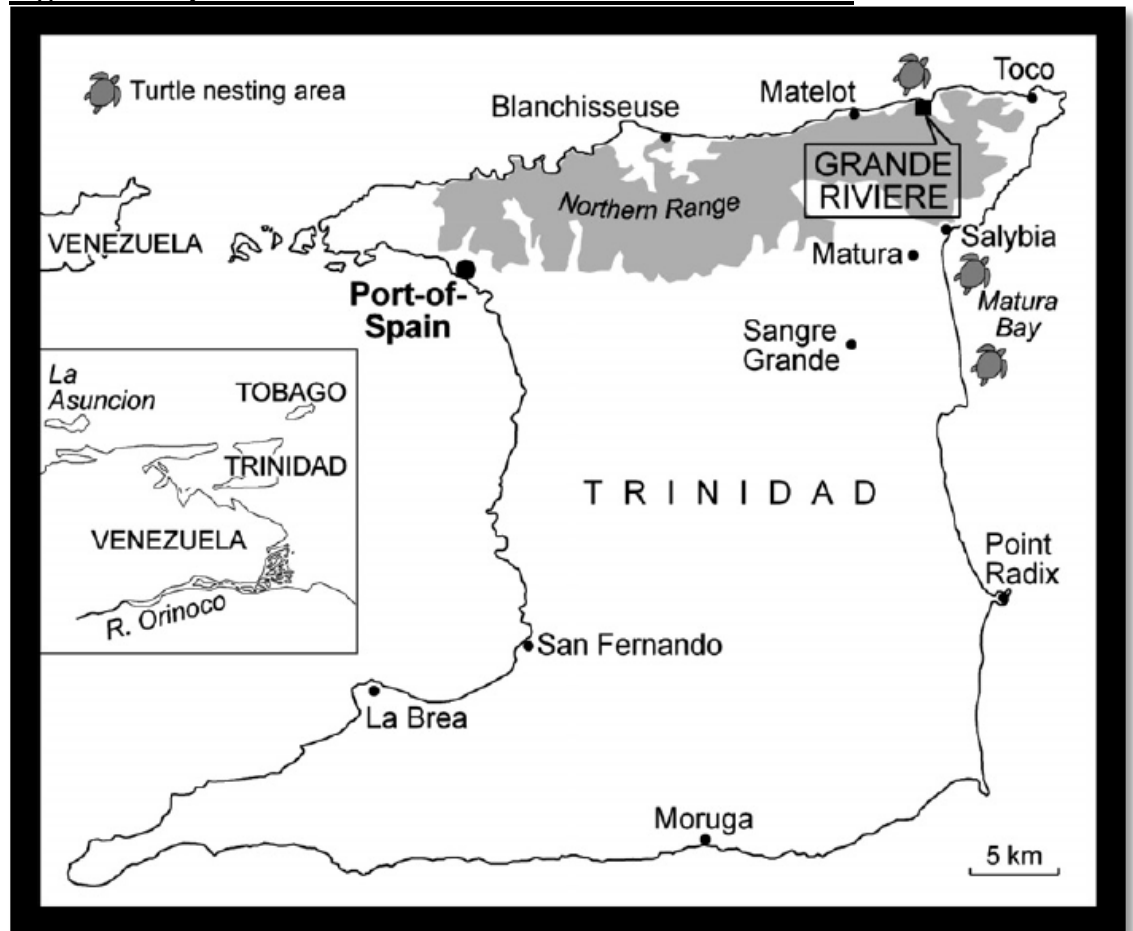 Turtle nesting area
Toco
Matelot
Blanchisseuse
GRANDE
RIVIERE
Northern Range
VENEZUELA
Salybia
Matura
Port-of-
Spain
Matura
Bay
Sangre
Grande
La
Asuncion
TOBAGO
TRINIDAD
TRINIDAD
VENEZUELA
Point
Radix
R. Orinoco
San Fernando
La Brea
Moruga
5 km